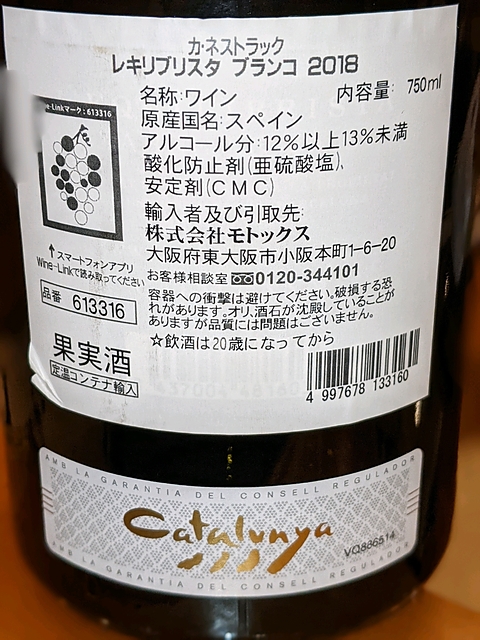 カ・ネストラック
レキリブリスタ ブランコ 2018
名称:ワイン 内容量: 750ml
原産国名:スペイン
アルコール分:12%以上13%未満
酸化防止剤(亜硫酸塩)、
安定剤(CMC)
輸入者及び引取先:
株式会社モトックス
大阪府東大阪市小阪本町1-6-20
お客様相談室 0120-344101
容器への衝撃は避けてください。破損する恐
れがあります。オリ、酒石が沈殿していることが
ありますが品質には問題はございません。
☆飲酒は20歳になってから
e-Linkマーク:613316
↑スマートフォンアプリ
Wine-Linkで読み取ってください
品番 613316
果実酒
定温コンテナ輸入
4 997678 133160
AMB LA GARANTIA DEL CONSELL REGULADOR
Catalunya
VQ886514
AMB LA GARANTIA DEL CONSELL REGULADOR